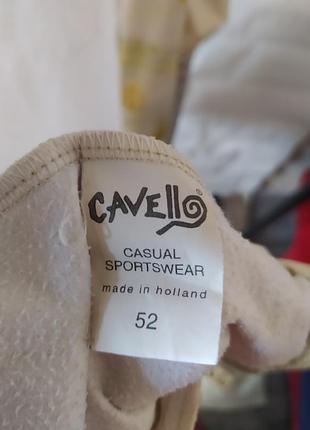 CAVEllo®
CASUAL
SPORTSWEAR
made in holland
52